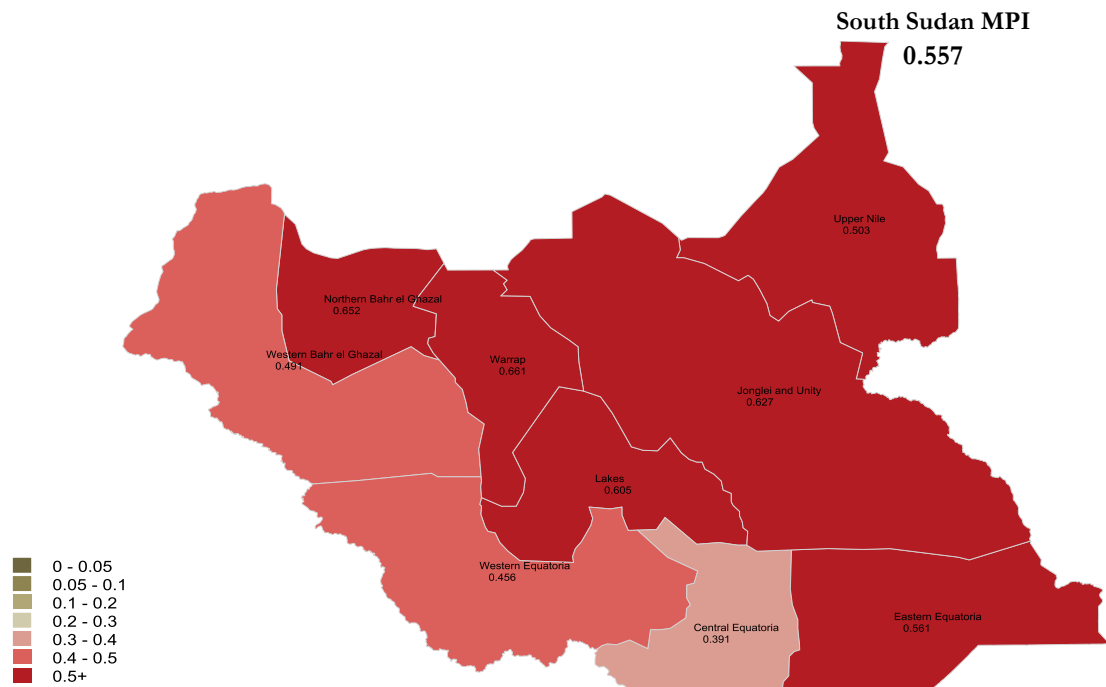 South Sudan MPI
0.557
Upper Nile
0.503
Northern Bahr el Ghazal
0.652
Western Bahr el Ghazal
0.491
Warrap
0.661
Jonglei and Unity
0.627
Lakes
0.605
Western Equatoria
0.456
Central Equatoria
0.391
Eastern Equatoria
0.561
0 - 0.05
0.05 - 0.1
0.1 - 0.2
0.2 - 0.3
0.3 - 0.4
0.4 - 0.5
0.5+